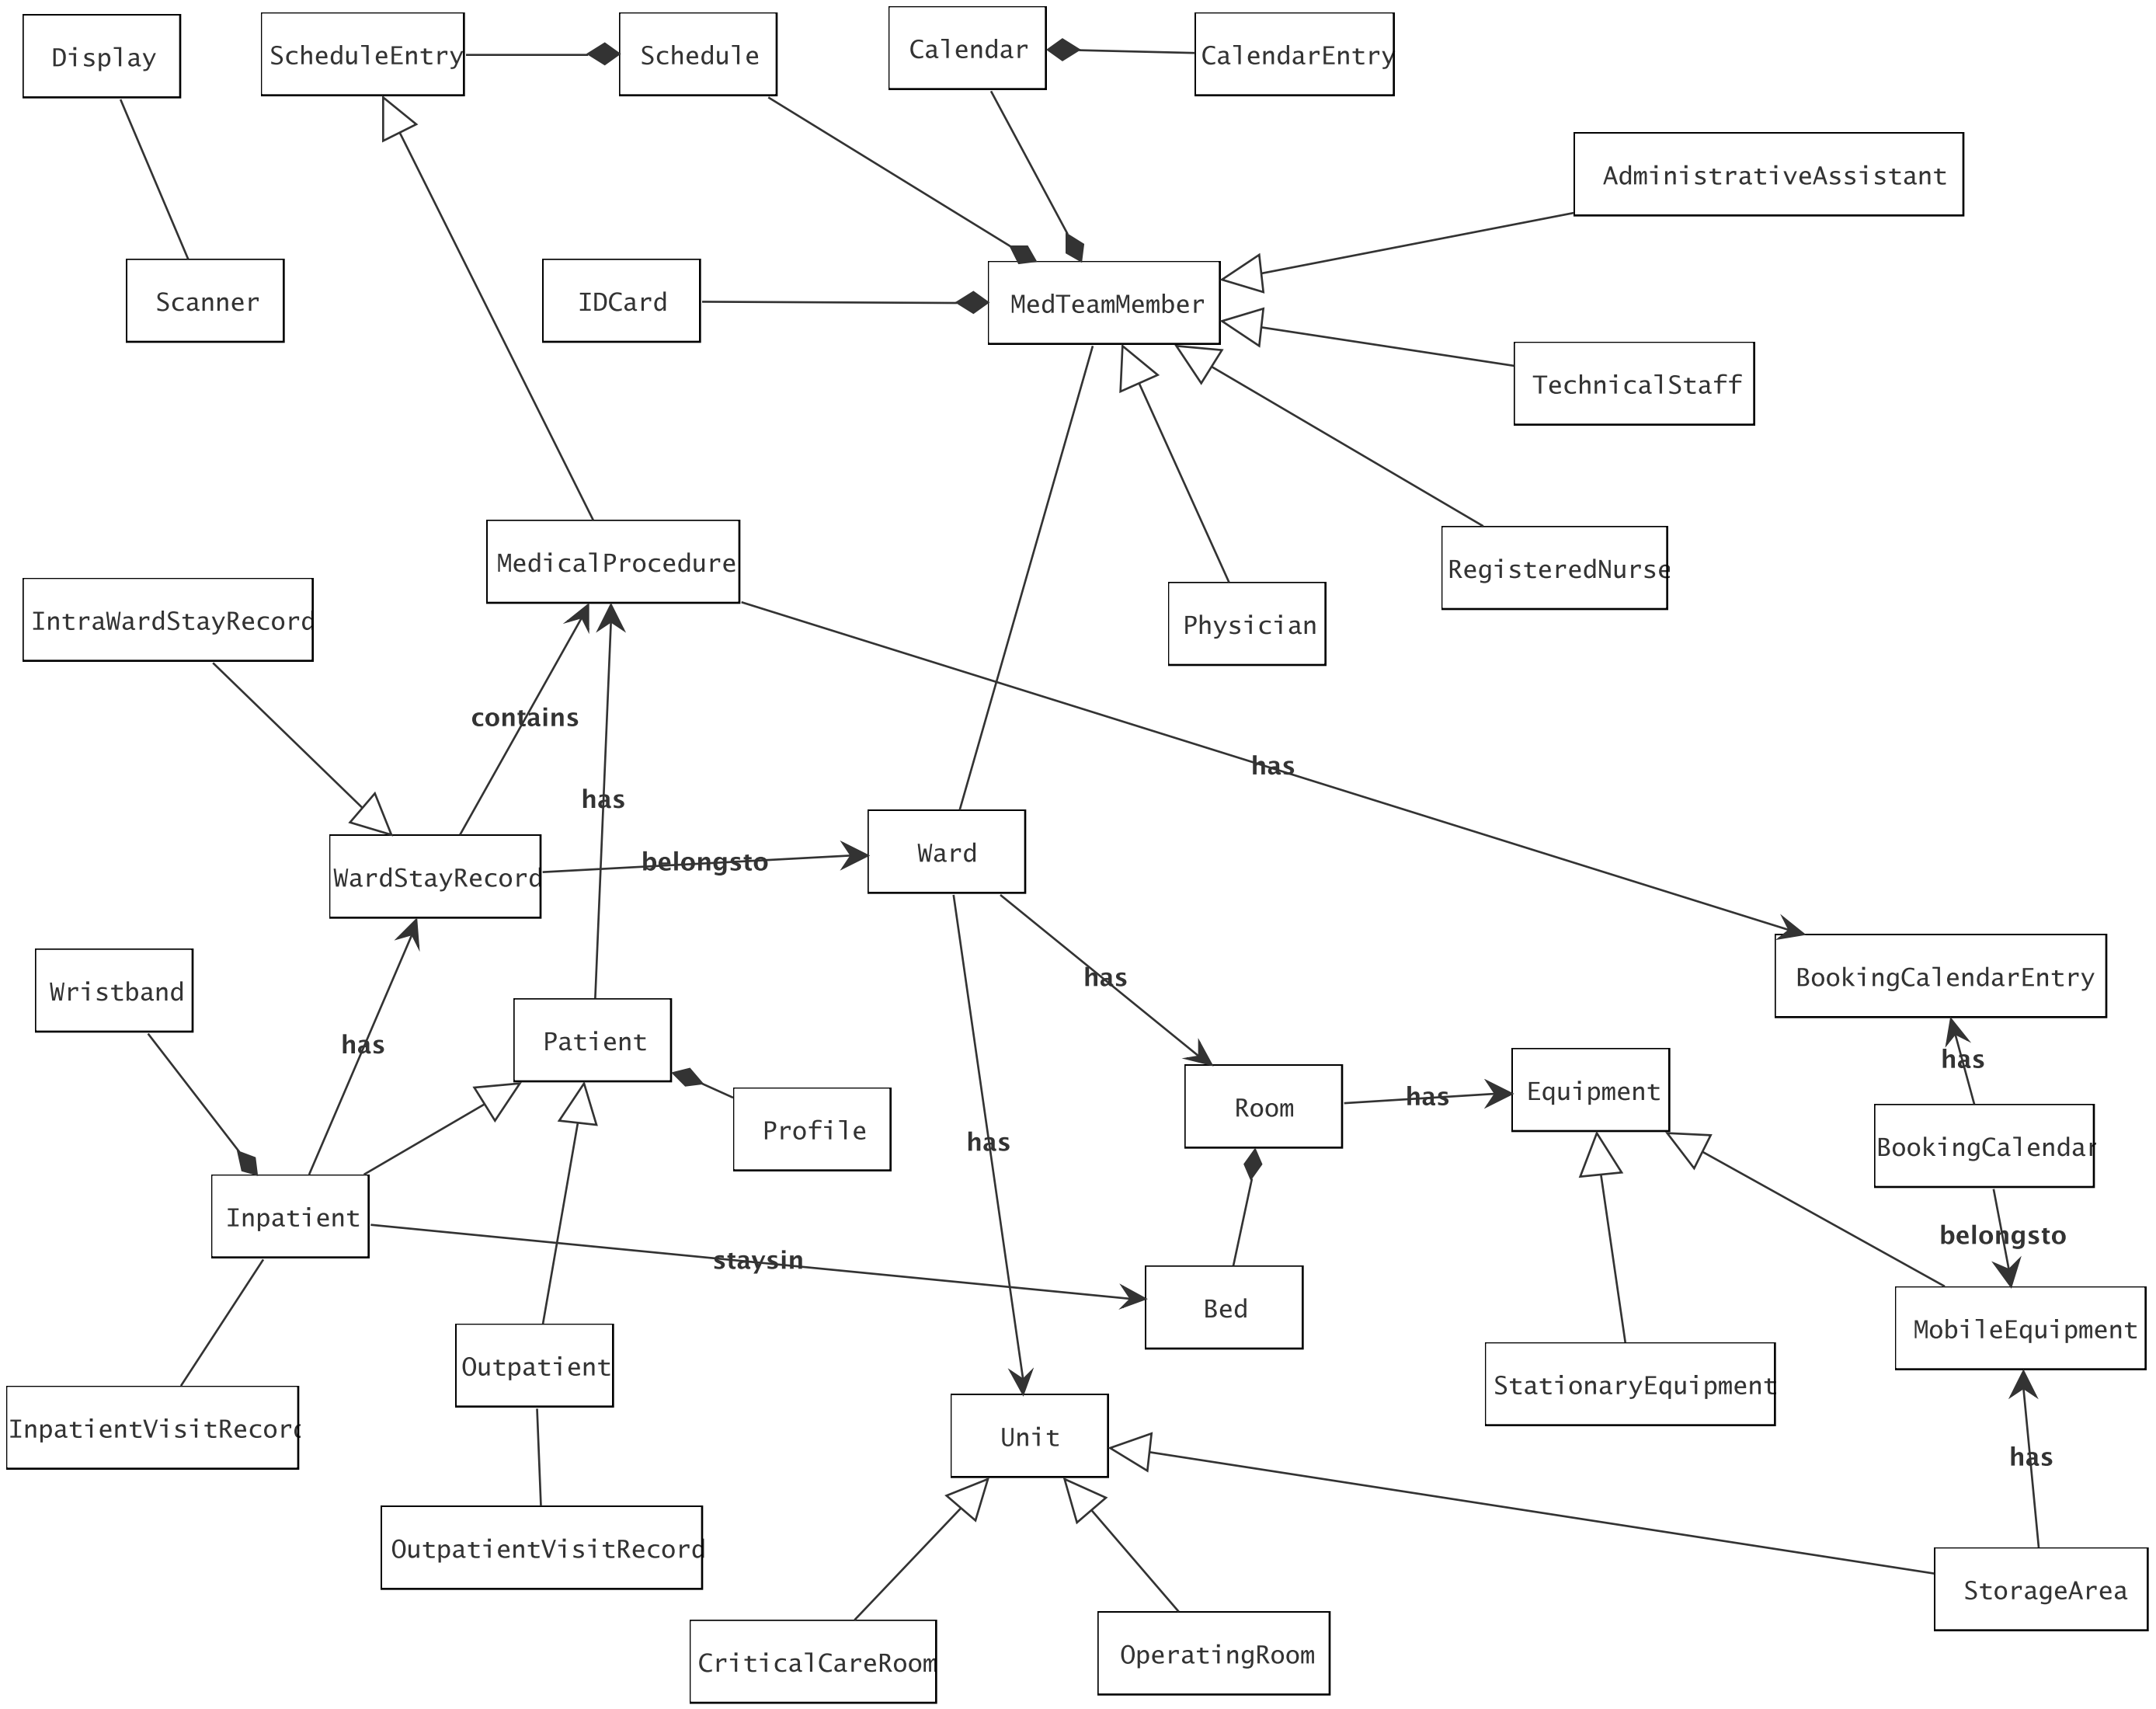 Display
ScheduleEntry
Schedule
Calendar
CalendarEntry
AdministrativeAssistant
Scanner
IDCard
MedTeamMember
TechnicalStaff
MedicalProcedure
RegisteredNurse
IntraWardStayRecord
Physician
contains
has
has
WardStayRecord
belongsto
Ward
Wristband
has
Patient
has
BookingCalendarEntry
has
Profile
Room
has
Equipment
BookingCalendar
has
Inpatient
staysin
belongsto
Bed
Outpatient
StationaryEquipment
MobileEquipment
InpatientVisitRecord
Unit
has
OutpatientVisitRecord
StorageArea
CriticalCareRoom
OperatingRoom